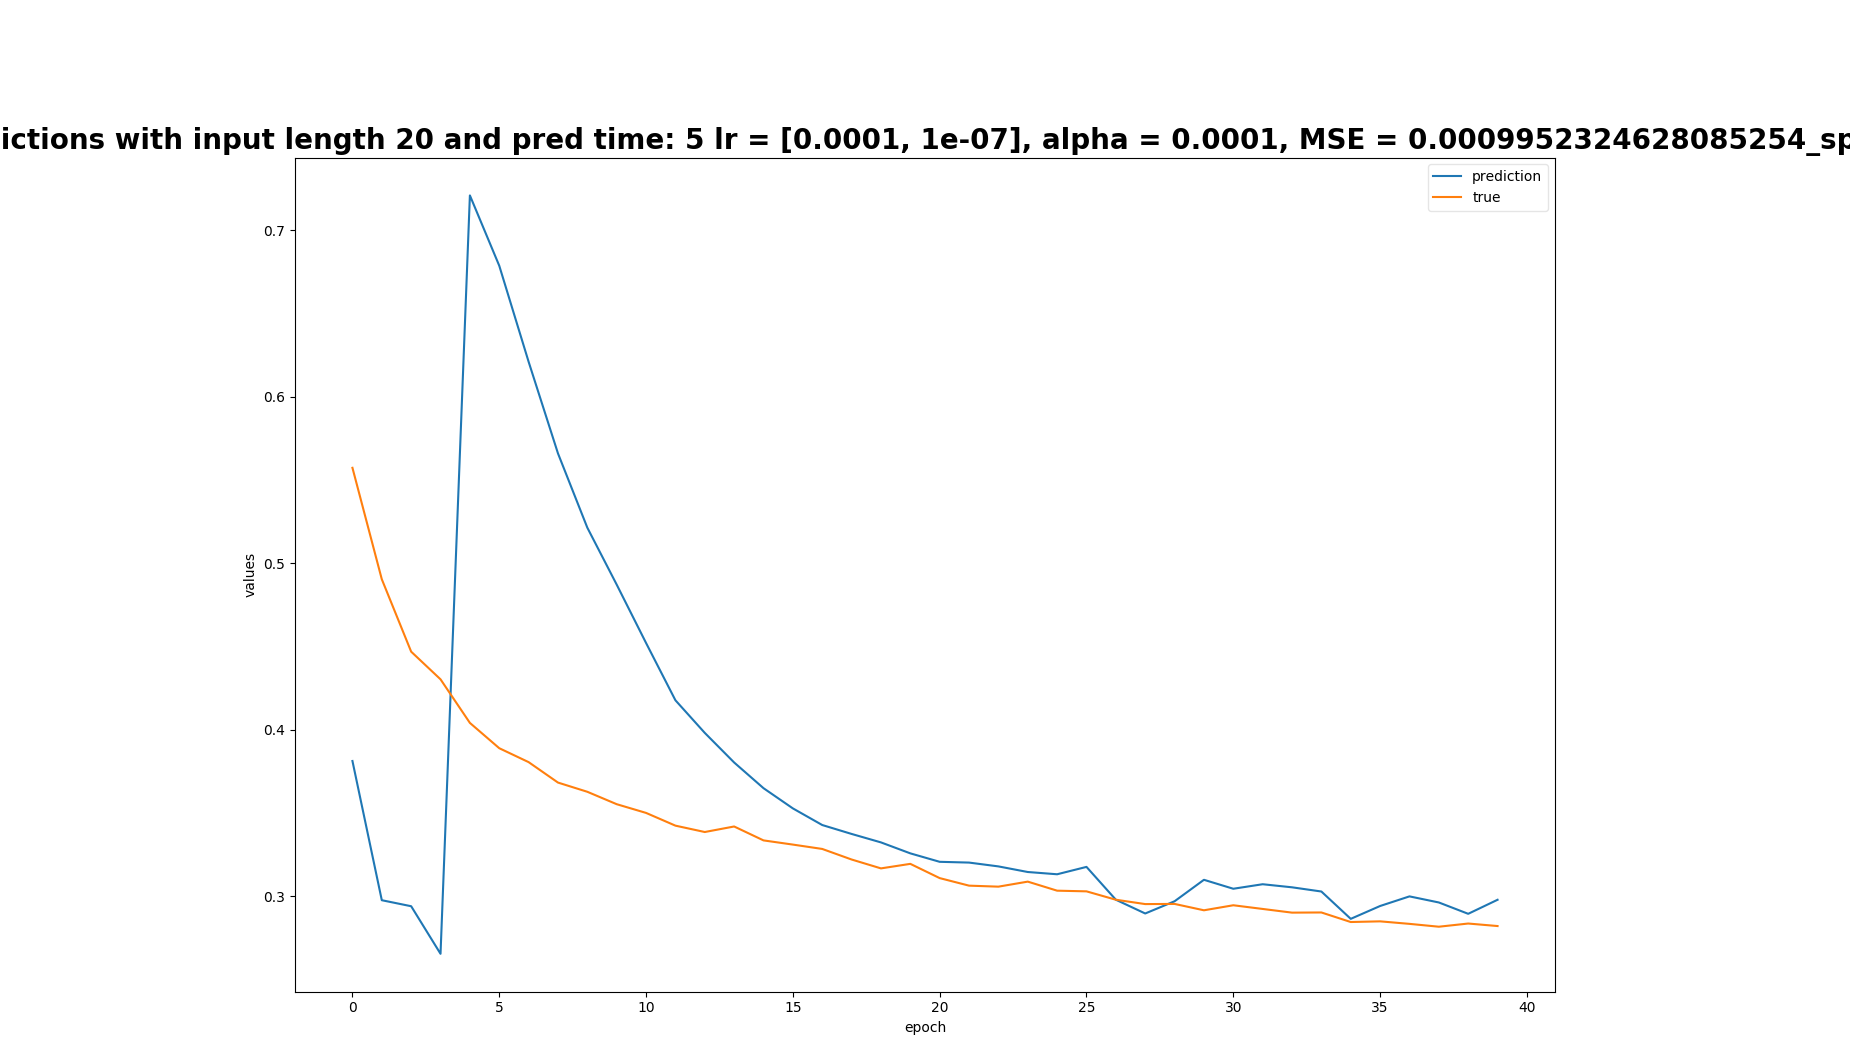 ictions with input length 20 and pred time: 5 lr = [0.0001, 1e-07], alpha = 0.0001, MSE = 0.0009952324628085254_sp
prediction
true
0.7
0.6
0.5
0.4
0.3
values
0
5
10
15
20
25
30
35
40
epoch